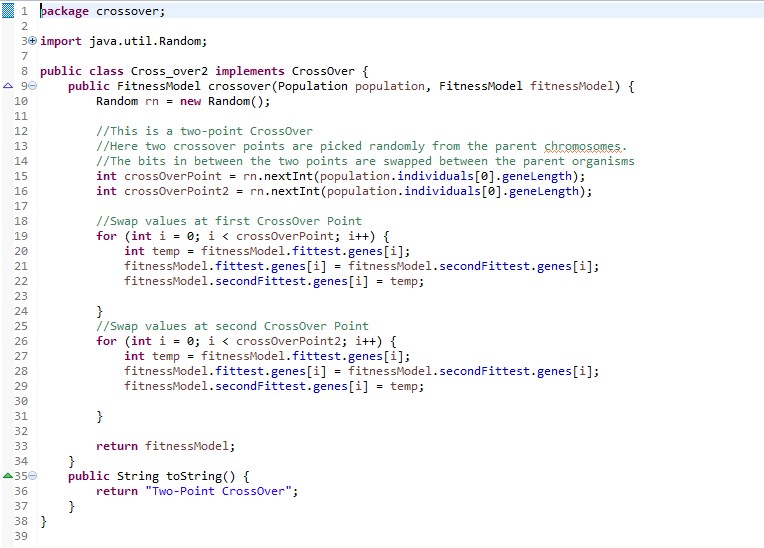 1 package crossover;
2
3 import java.util.Random;
7
8 public class Cross_over2 implements CrossOver {
9 public FitnessModel crossover(Population population, FitnessModel fitnessModel) {
10 Random rn = new Random();
11
12 //This is a two-point CrossOver
13 //Here two crossover points are picked randomly from the parent chromosomes.
14 //The bits in between the two points are swapped between the parent organisms
15 int crossOverPoint = rn.nextInt(population.individuals[0].geneLength);
16 int crossOverPoint2 = rn.nextInt(population.individuals[0].geneLength);
17
18 //Swap values at first CrossOver Point
19 for (int i = 0; i < crossOverPoint; i++) {
20 int temp = fitnessModel.fittest.genes[i];
21 fitnessModel.fittest.genes[i] = fitnessModel.secondFittest.genes[i];
22 fitnessModel.secondFittest.genes[i] = temp;
23
24 }
25 //Swap values at second CrossOver Point
26 for (int i = 0; i < crossOverPoint2; i++) {
27 int temp = fitnessModel.fittest.genes[i];
28 fitnessModel.fittest.genes[i] = fitnessModel.secondFittest.genes[i];
29 fitnessModel.secondFittest.genes[i] = temp;
30
31 }
32
33 return fitnessModel;
34 }
35 public String toString() {
36 return "Two-Point CrossOver";
37 }
38 }
39